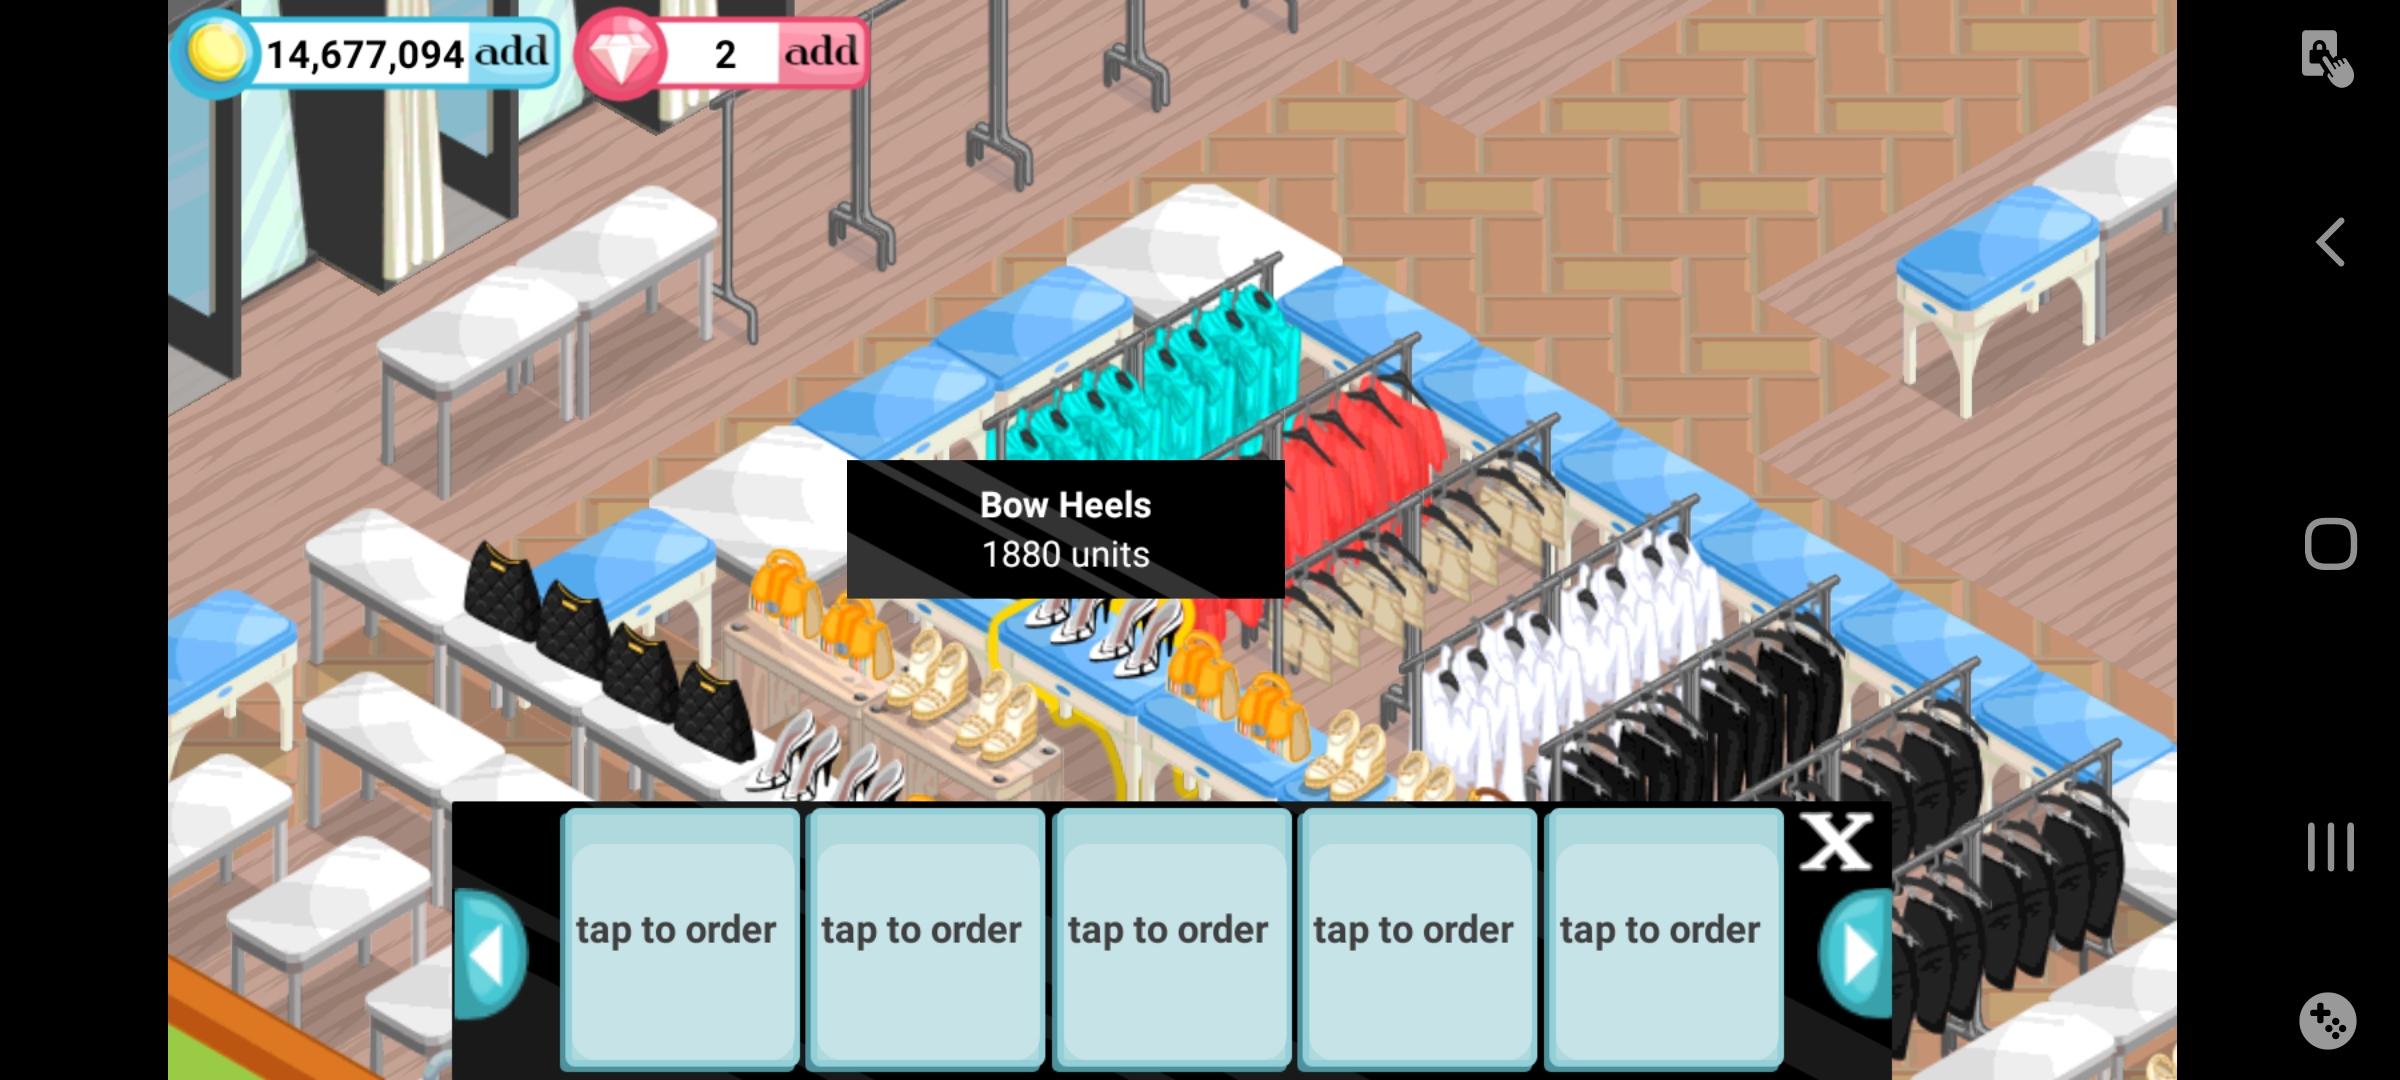 14,677,094 add
2 add
Bow Heels
1880 units
X
tap to order
tap to order
tap to order
tap to order
tap to order